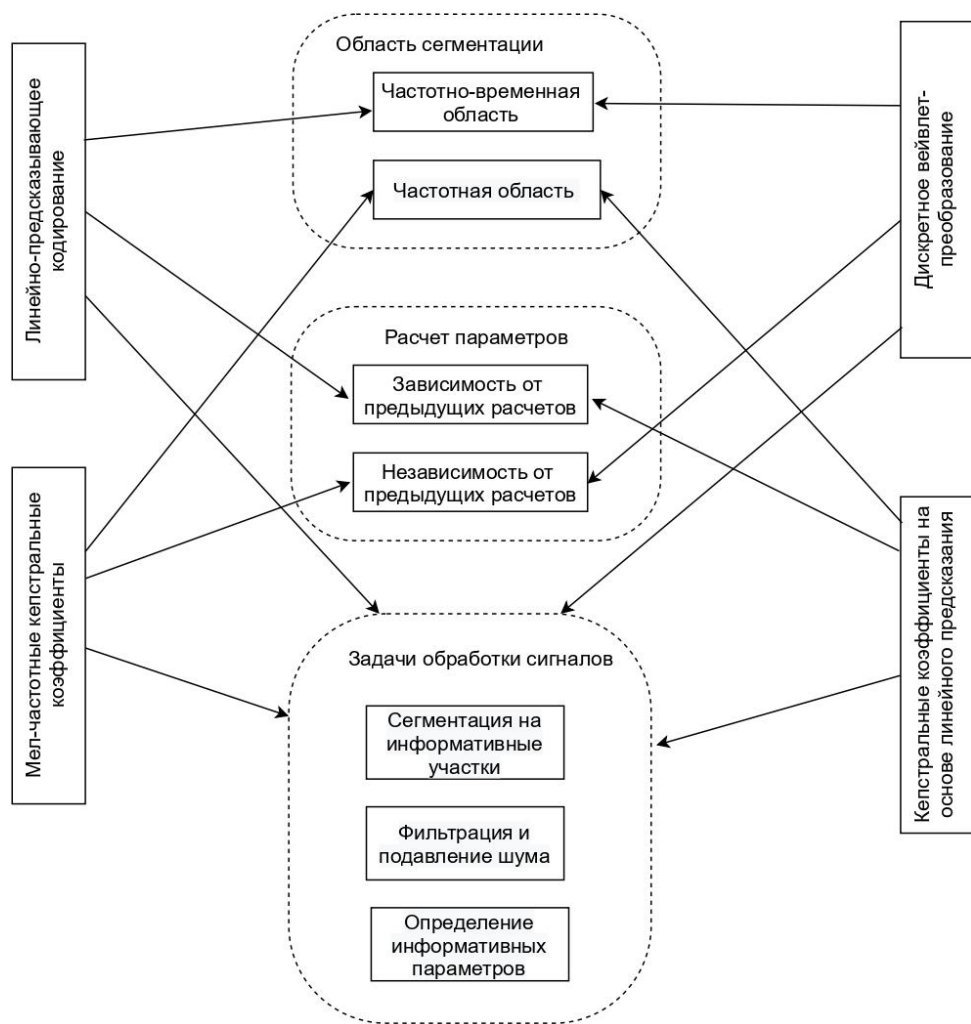 Область сегментации
Частотно-временная
область
Частотная область
Линейно-предсказывающее
кодирование
Дискретное вейвлет-
преобразование
Расчет параметров
Зависимость от
предыдущих расчетов
Независимость от
предыдущих расчетов
Мел-частотные кепстральные
коэффициенты
Кепстральные коэффициенты на
основе линейного предсказания
Задачи обработки сигналов
Сегментация на
информативные
участки
Фильтрация и
подавление шума
Определение
информативных
параметров